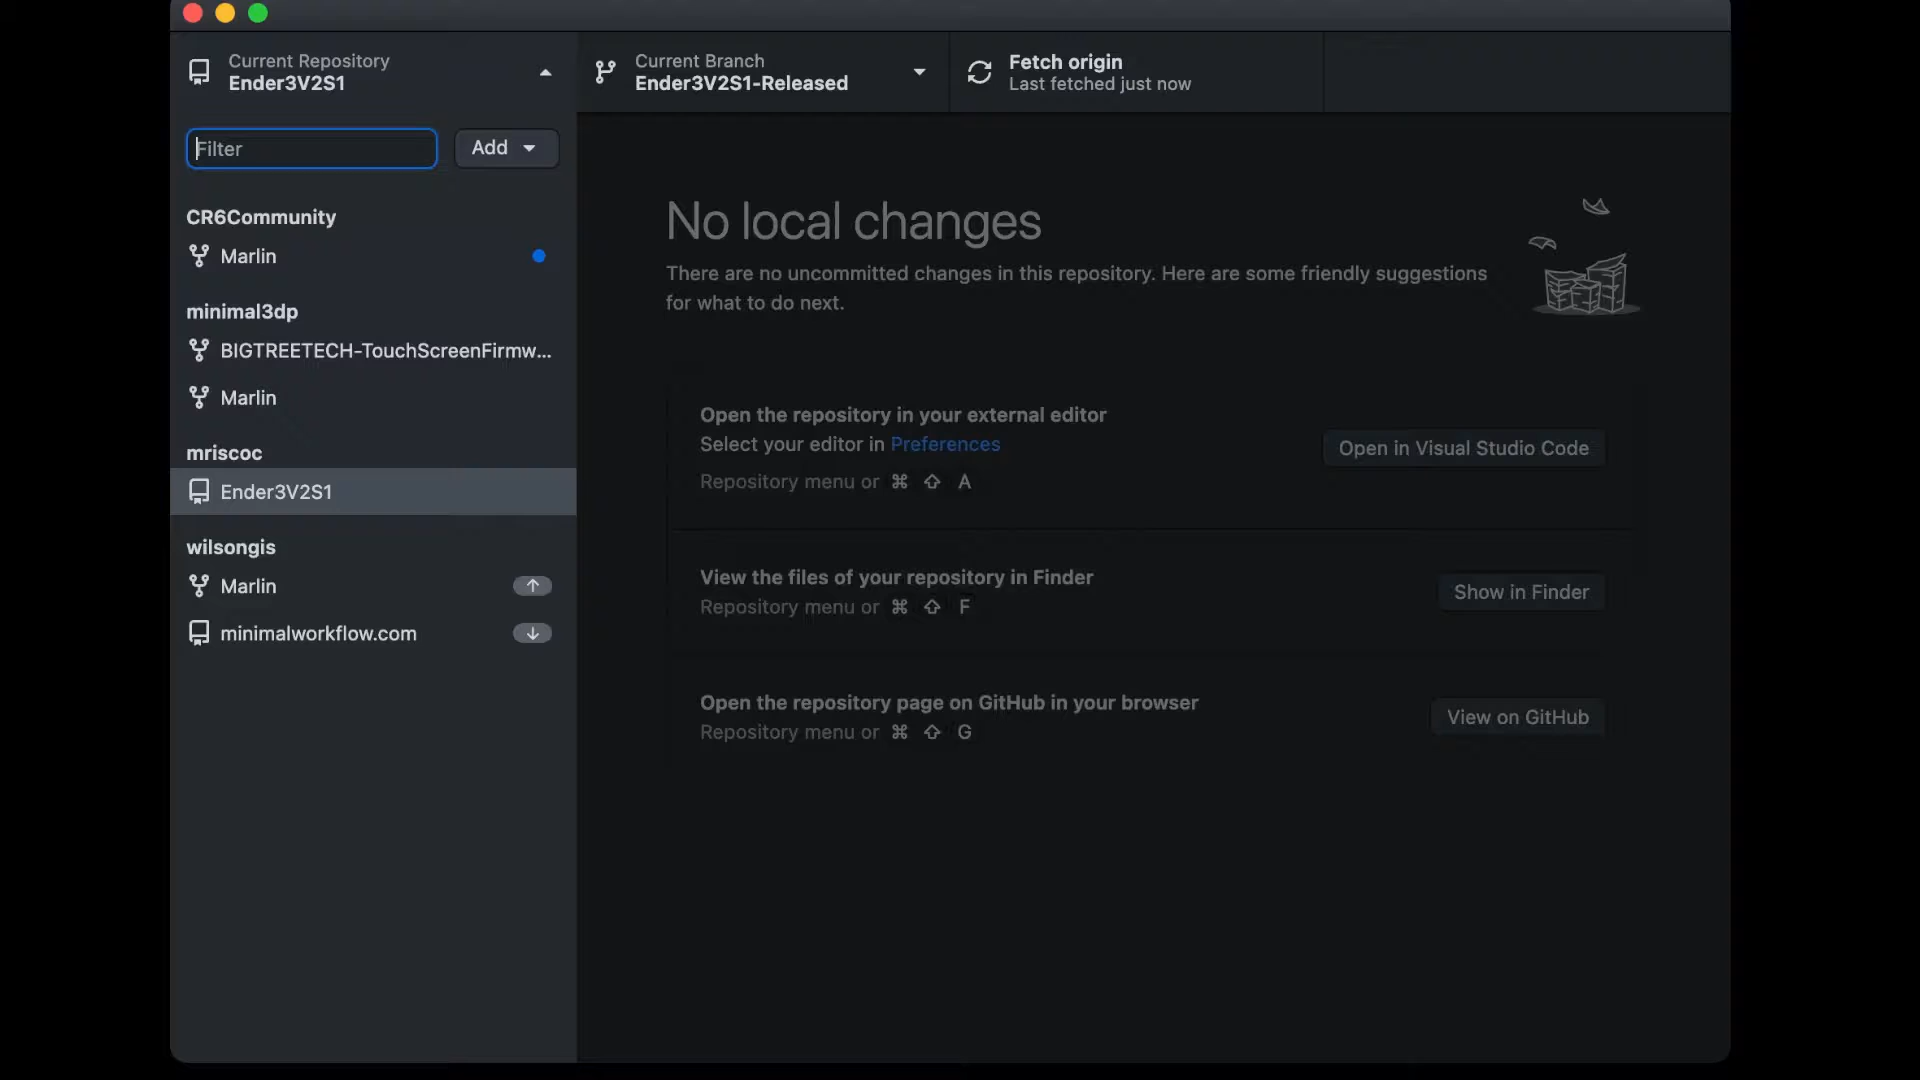 Current Repository
Ender3V2S1
Current Branch
Ender3V2S1-Released
Fetch origin
Last fetched just now
Filter
Add
CR6Community
Marlin
minimal3dp
BIGTREETECH-TouchScreenFirmw...
Marlin
mriscoc
Ender3V2S1
wilsongis
Marlin
minimalworkflow.com
No local changes
There are no uncommitted changes in this repository. Here are some friendly suggestions
for what to do next.
Open the repository in your external editor
Select your editor in Preferences
Repository menu or ⌘ ⇧ A
Open in Visual Studio Code
View the files of your repository in Finder
Repository menu or ⌘ ⇧ F
Show in Finder
Open the repository page on GitHub in your browser
Repository menu or ⌘ ⇧ G
View on GitHub